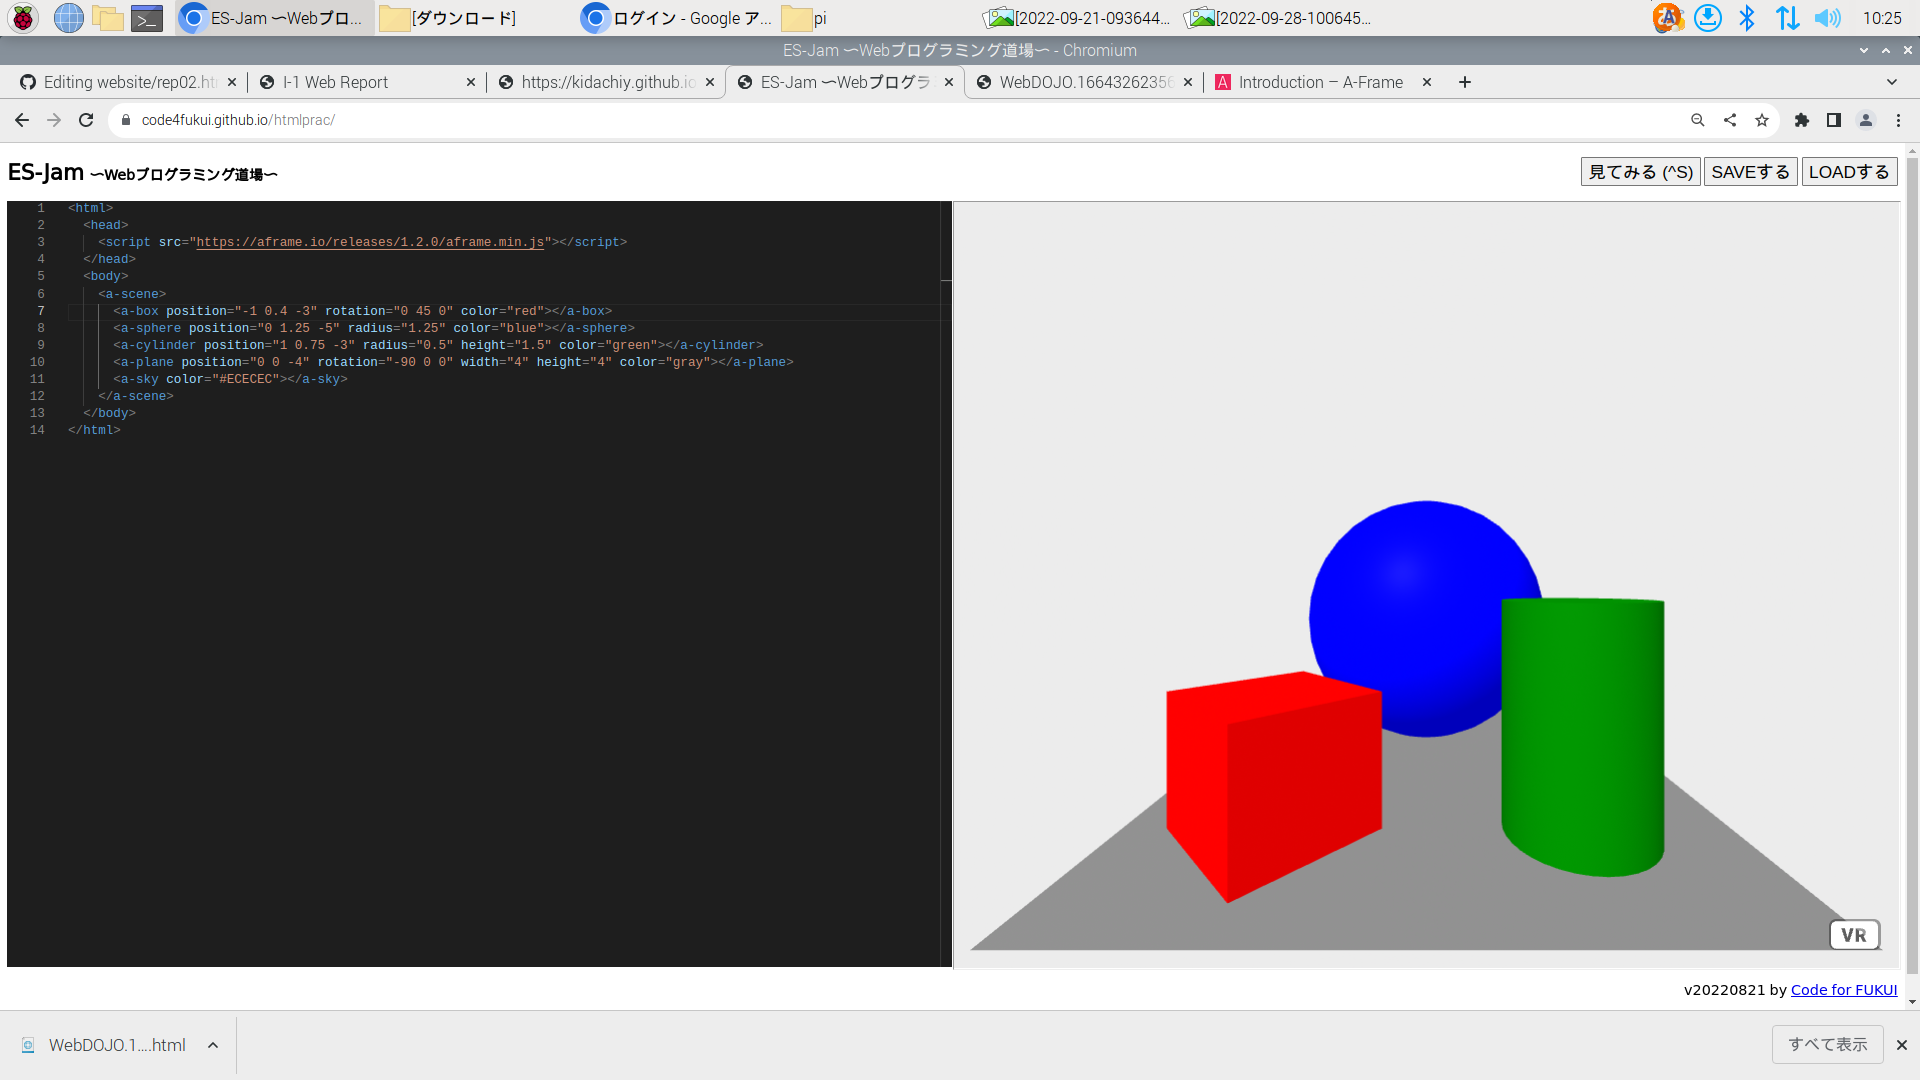 ES-Jam 〜Webプロ...
[ダウンロード]
ログイン - Google ア...
pi
[2022-09-21-093644...
[2022-09-28-100645...
10:25
ES-Jam 〜Webプログラミング道場〜 - Chromium
Editing website/rep02.ht
I-1 Web Report
https://kidachiy.github.io
ES-Jam 〜Webプログラ
WebDOJO.16643262356
Introduction – A-Frame
code4fukui.github.io/htmlprac/
ES-Jam 〜Webプログラミング道場〜
見てみる (^S)
SAVEする
LOADする
1 <html>
2 <head>
3 <script src="https://aframe.io/releases/1.2.0/aframe.min.js"></script>
4 </head>
5 <body>
6 <a-scene>
7 <a-box position="-1 0.4 -3" rotation="0 45 0" color="red"></a-box>
8 <a-sphere position="0 1.25 -5" radius="1.25" color="blue"></a-sphere>
9 <a-cylinder position="1 0.75 -3" radius="0.5" height="1.5" color="green"></a-cylinder>
10 <a-plane position="0 0 -4" rotation="-90 0 0" width="4" height="4" color="gray"></a-plane>
11 <a-sky color="#ECECEC"></a-sky>
12 </a-scene>
13 </body>
14 </html>
VR
v20220821 by Code for FUKUI
WebDOJO.1....html
すべて表示